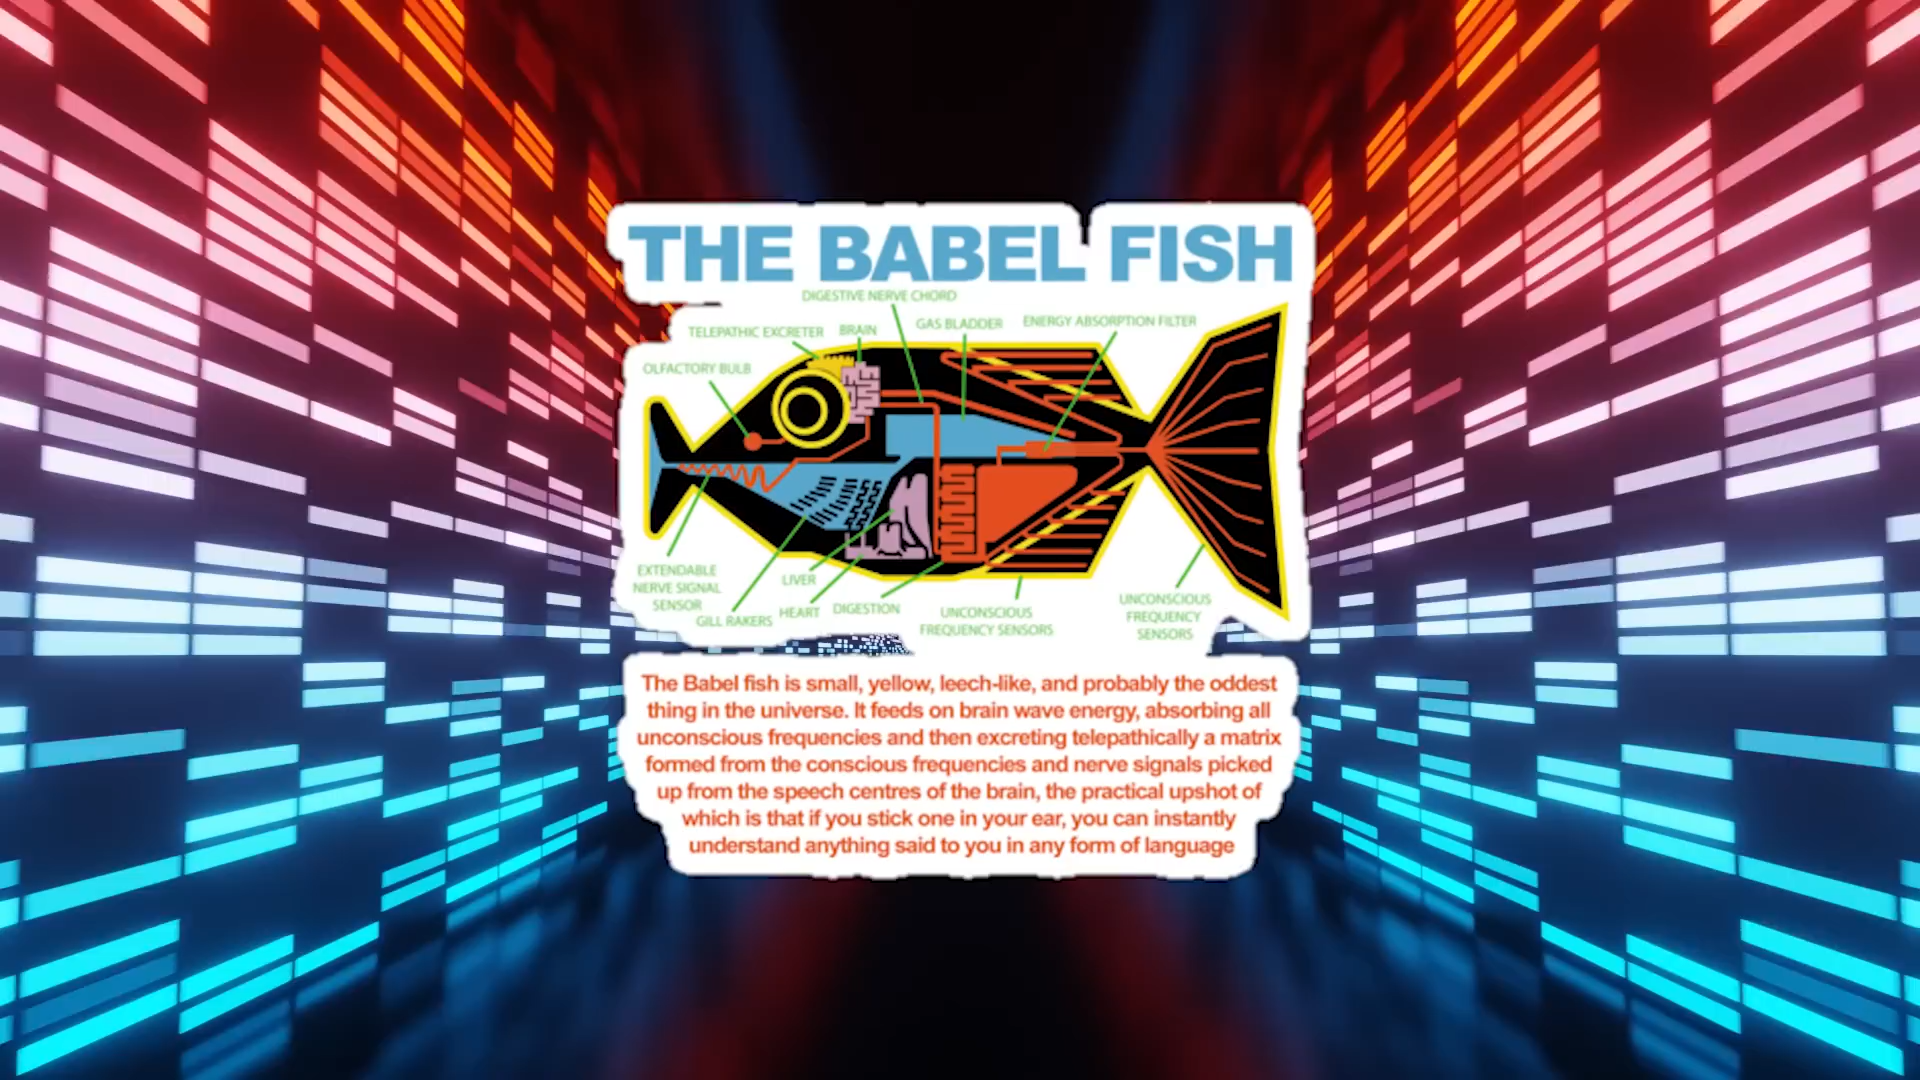 THE BABEL FISH
DIGESTIVE NERVE CHORD
TELEPATHIC EXCRETER
BRAIN
GAS BLADDER
ENERGY ABSORPTION FILTER
OLFACTORY BULB
EXTENDABLE
NERVE SIGNAL
SENSOR
GILL RAKERS
LIVER
HEART
DIGESTION
UNCONSCIOUS
FREQUENCY SENSORS
UNCONSCIOUS
FREQUENCY
SENSORS
The Babel fish is small, yellow, leech-like, and probably the oddest
thing in the universe. It feeds on brain wave energy, absorbing all
unconscious frequencies and then excreting telepathically a matrix
formed from the conscious frequencies and nerve signals picked
up from the speech centres of the brain, the practical upshot of
which is that if you stick one in your ear, you can instantly
understand anything said to you in any form of language